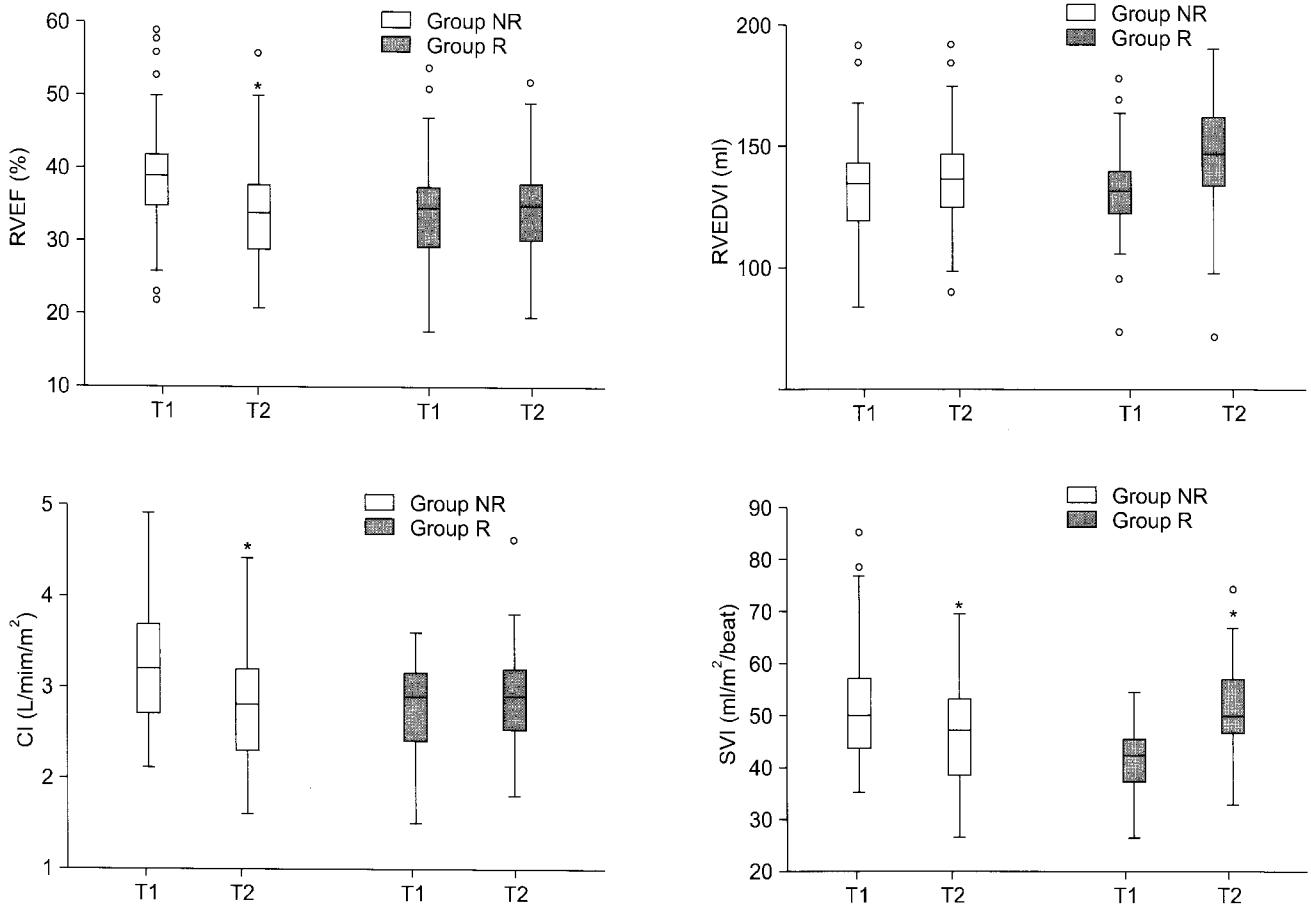 Group NR
Group R
60
50
40
30
20
10
RVEF (%)
*
T1
T2
T1
T2
Group NR
Group R
200
150
100
RVEDVI (ml)
T1
T2
T1
T2
Group NR
Group R
5
4
3
2
1
CI (L/mim/m²)
*
T1
T2
T1
T2
Group NR
Group R
90
80
70
60
50
40
30
20
SVI (ml/m²/beat)
*
*
T1
T2
T1
T2